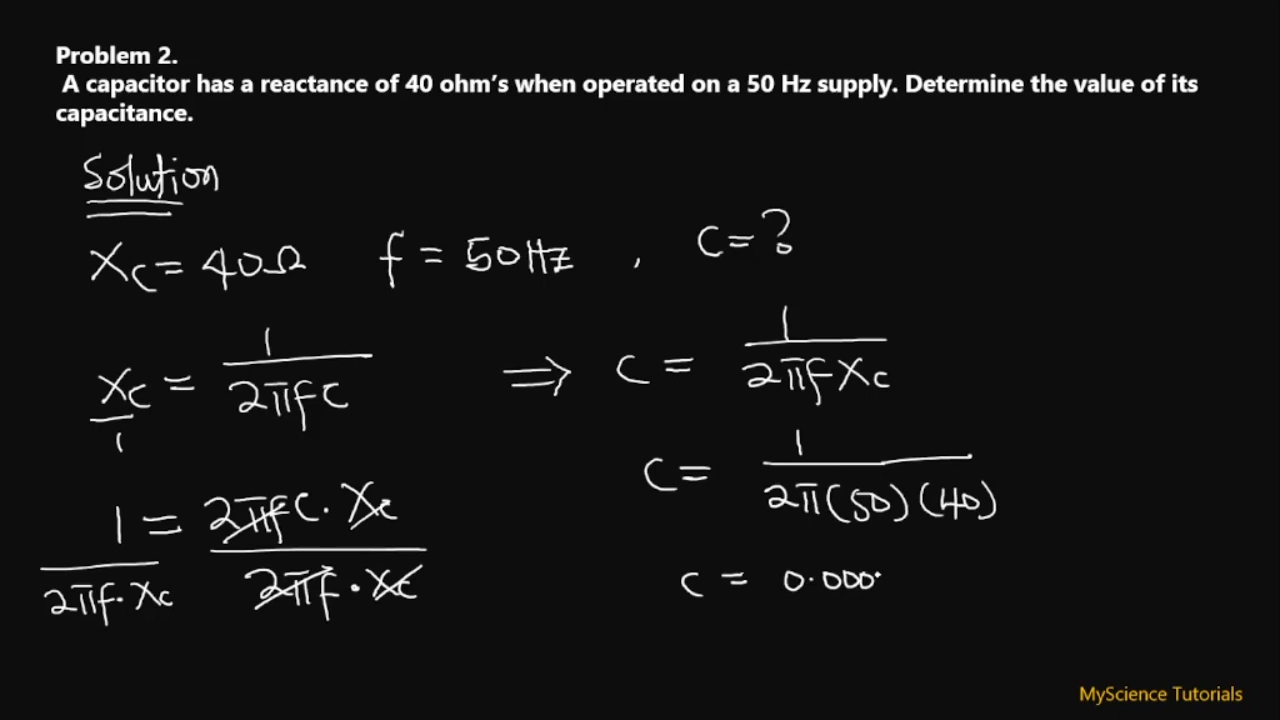 Problem 2.
A capacitor has a reactance of 40 ohm’s when operated on a 50 Hz supply. Determine the value of its
capacitance.
Solution
Xc = 40Ω f = 50Hz , C = ?
Xc/1 = 1/2πfC ⇒ C = 1/2πfXc
1/2πf·Xc = 2πfC·Xc/2πf·Xc
C = 1/2π(50)(40)
C = 0.000
MyScience Tutorials